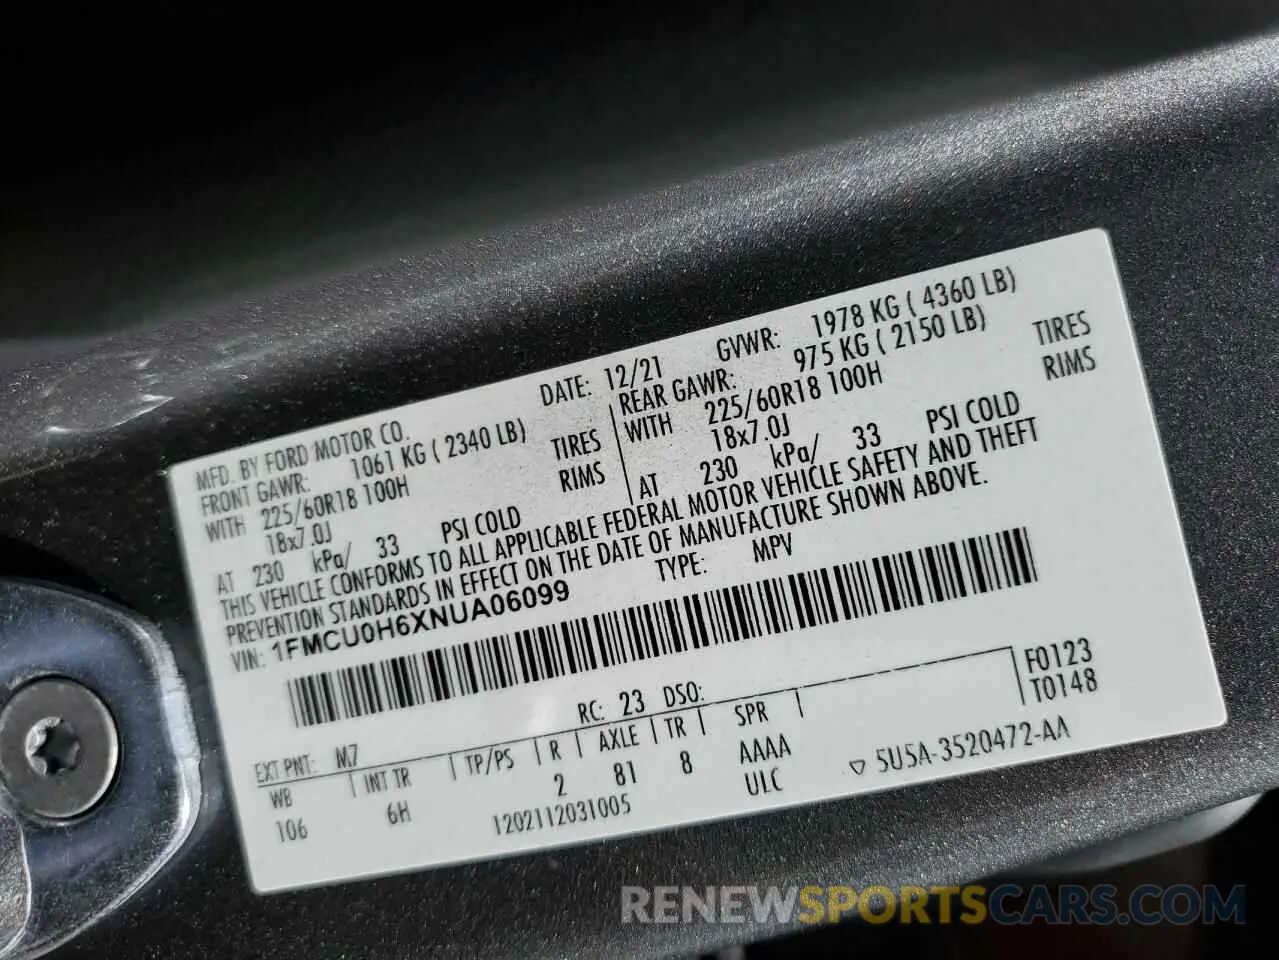 MFD. BY FORD MOTOR CO.
DATE: 12/21
GVWR: 1978 KG ( 4360 LB)
FRONT GAWR: 1061 KG ( 2340 LB)
REAR GAWR: 975 KG ( 2150 LB)
WITH 225/60R18 100H TIRES
WITH 225/60R18 100H TIRES
18x7.0J RIMS
18x7.0J RIMS
AT 230 kPa/ 33 PSI COLD
AT 230 kPa/ 33 PSI COLD
THIS VEHICLE CONFORMS TO ALL APPLICABLE FEDERAL MOTOR VEHICLE SAFETY AND THEFT
PREVENTION STANDARDS IN EFFECT ON THE DATE OF MANUFACTURE SHOWN ABOVE.
VIN: 1FMCU0H6XNUA06099
TYPE: MPV
EXT PNT: M7 RC: 23 DSO:
F0123
T0148
WB INT TR TP/PS R AXLE TR SPR
106 6H 2 81 8 AAAA
1202112031005 ULC
5U5A-3520472-AA
RENEWSPORTSCARS.COM